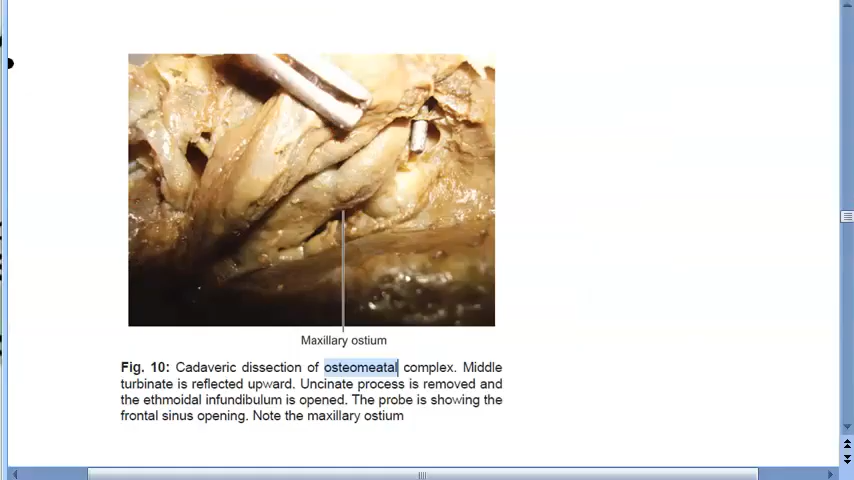 Maxillary ostium
Fig. 10: Cadaveric dissection of osteomeatal complex. Middle
turbinate is reflected upward. Uncinate process is removed and
the ethmoidal infundibulum is opened. The probe is showing the
frontal sinus opening. Note the maxillary ostium